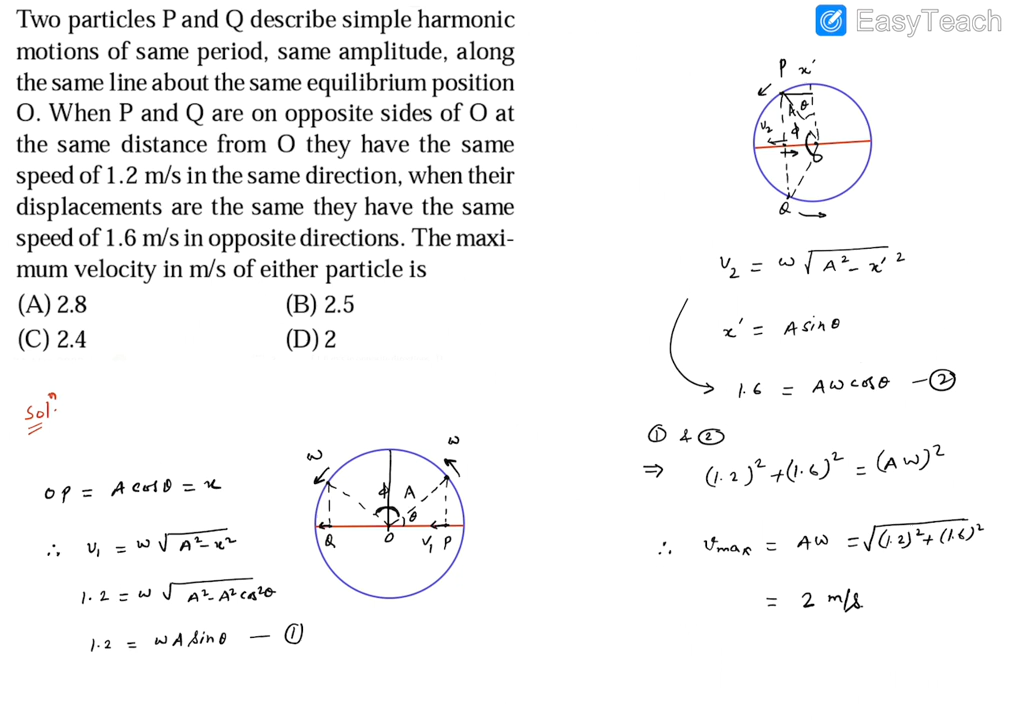 Two particles P and Q describe simple harmonic
motions of same period, same amplitude, along
the same line about the same equilibrium position
O. When P and Q are on opposite sides of O at
the same distance from O they have the same
speed of 1.2 m/s in the same direction, when their
displacements are the same they have the same
speed of 1.6 m/s in opposite directions. The maxi-
mum velocity in m/s of either particle is
(A) 2.8 (B) 2.5
(C) 2.4 (D) 2
Solⁿ.
OP = A cosθ = x
∴ V₁ = ω √A² - x²
1.2 = ω √A² - A² cos²θ
1.2 = ωA sinθ — ①
ω ω
ϕ A
θ
Q O V₁ P
EasyTeach
P x'
A θ
V₂ ϕ
Q
V₂ = ω √A² - x'²
x' = A sinθ
1.6 = Aω cosθ — ②
① & ②
⇒ (1.2)² + (1.6)² = (Aω)²
∴ Vmax = Aω = √(1.2)² + (1.6)²
= 2 m/s